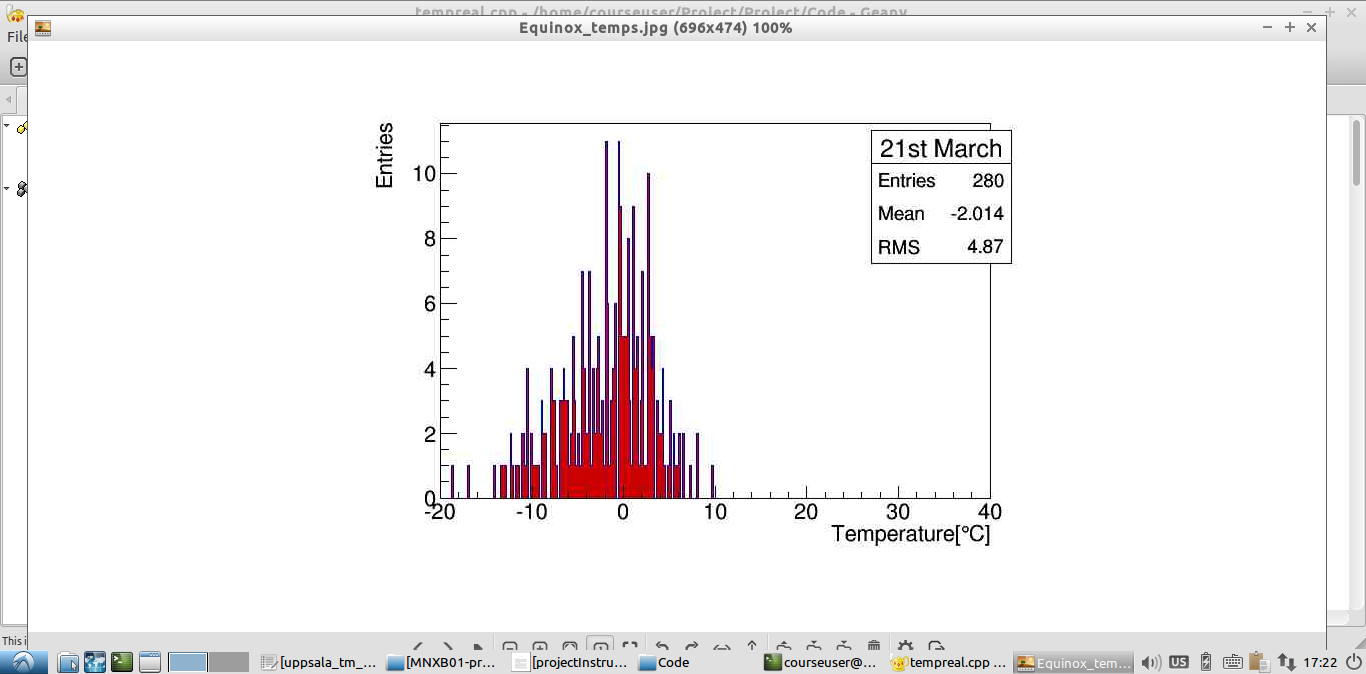 tempreal.cpp - /home/courseuser/Project/Project/Code - Geany
Equinox_temps.jpg (696x474) 100%
File
Entries
10
8
6
4
2
0
21st March
Entries 280
Mean -2.014
RMS 4.87
-20 -10 0 10 20 30 40
Temperature[°C]
This i
[uppsala_tm_... [MNXB01-pr... [projectInstru... Code courseuser@... tempreal.cpp ... Equinox_tem... US 17:22